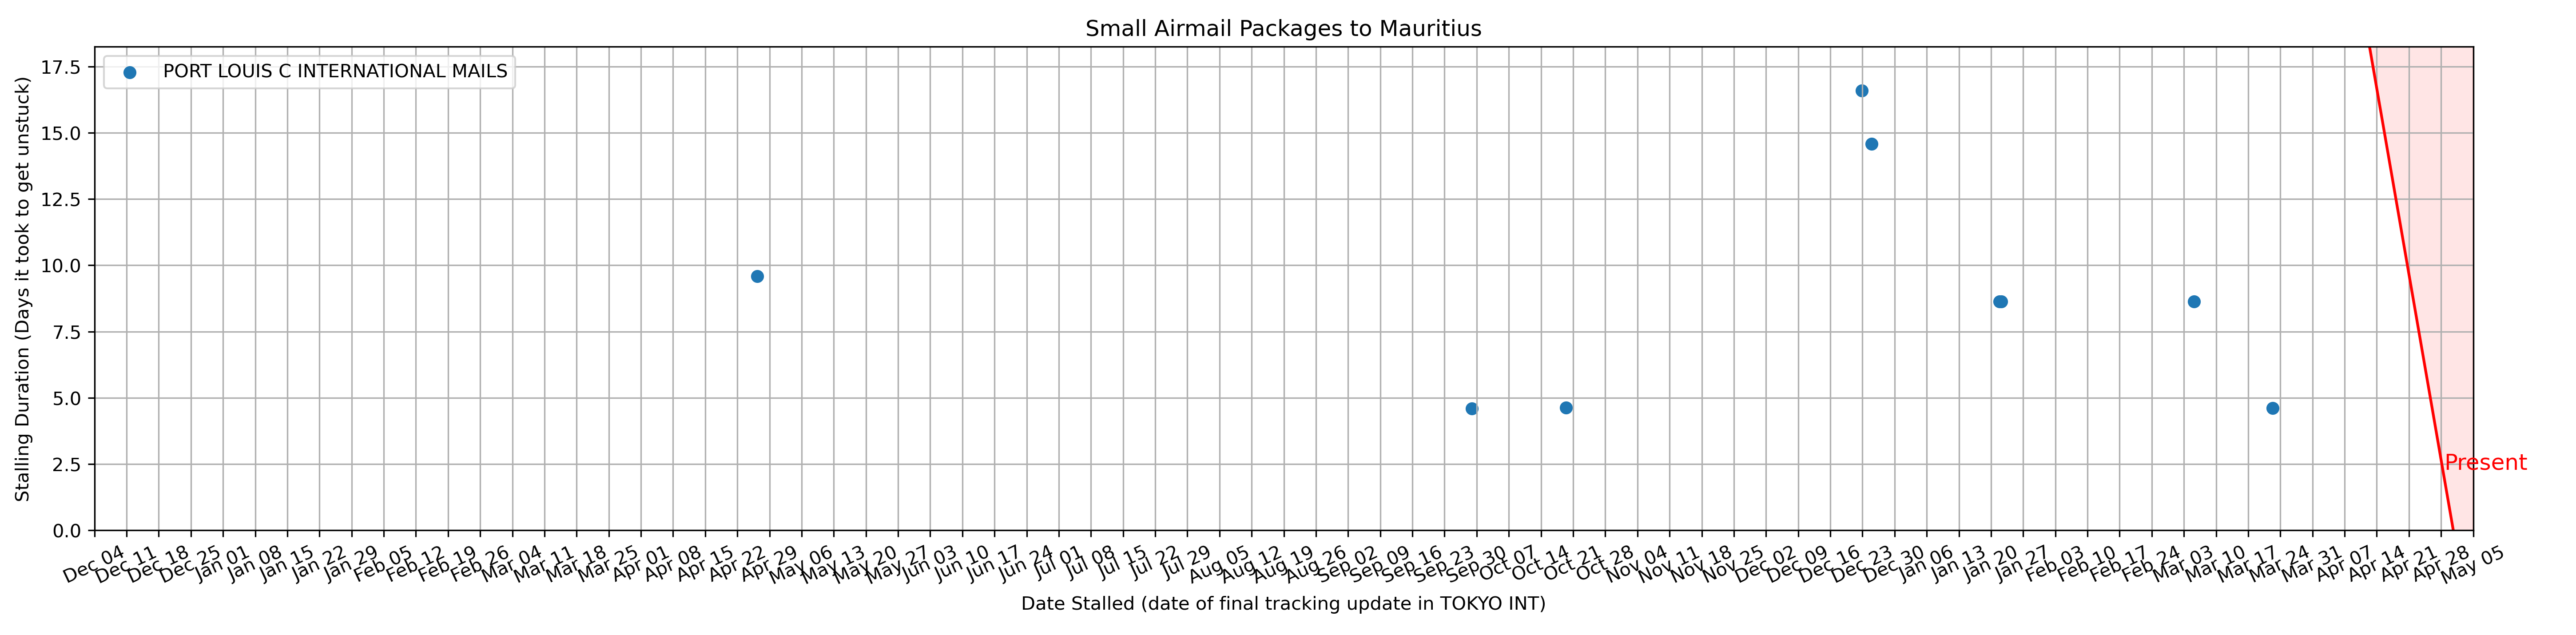 Small Airmail Packages to Mauritius
PORT LOUIS C INTERNATIONAL MAILS
Stalling Duration (Days it took to get unstuck)
17.5
15.0
12.5
10.0
7.5
5.0
2.5
0.0
Present
Dec 04
Dec 11
Dec 18
Dec 25
Jan 01
Jan 08
Jan 15
Jan 22
Jan 29
Feb 05
Feb 12
Feb 19
Feb 26
Mar 04
Mar 11
Mar 18
Mar 25
Apr 01
Apr 08
Apr 15
Apr 22
Apr 29
May 06
May 13
May 20
May 27
Jun 03
Jun 10
Jun 17
Jun 24
Jul 01
Jul 08
Jul 15
Jul 22
Jul 29
Aug 05
Aug 12
Aug 19
Aug 26
Sep 02
Sep 09
Sep 16
Sep 23
Sep 30
Oct 07
Oct 14
Oct 21
Oct 28
Nov 04
Nov 11
Nov 18
Nov 25
Dec 02
Dec 09
Dec 16
Dec 23
Dec 30
Jan 06
Jan 13
Jan 20
Jan 27
Feb 03
Feb 10
Feb 17
Feb 24
Mar 03
Mar 10
Mar 17
Mar 24
Mar 31
Apr 07
Apr 14
Apr 21
Apr 28
May 05
Date Stalled (date of final tracking update in TOKYO INT)